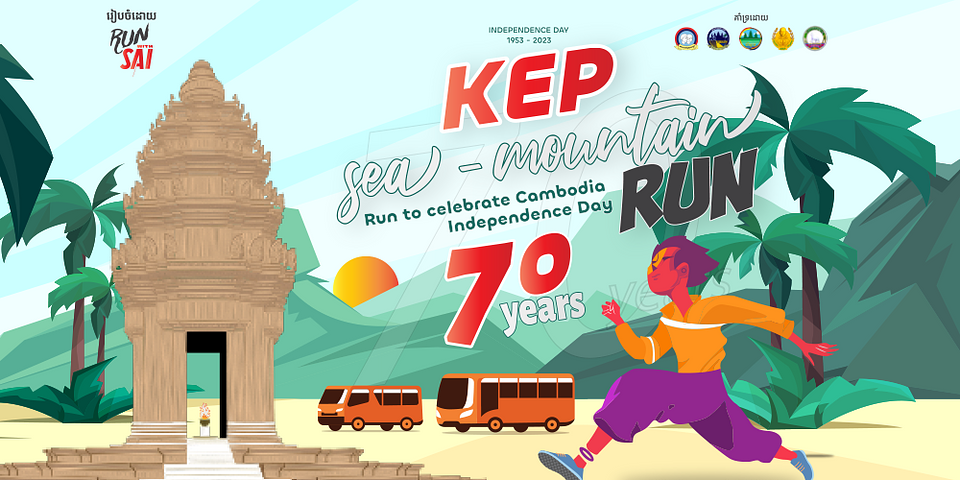 រៀបចំដោយ
RUN
WITH
SAI
INDEPENDENCE DAY
1953 - 2023
គាំទ្រដោយ
KEP
sea - mountain
RUN
Run to celebrate Cambodia
Independence Day
70
years